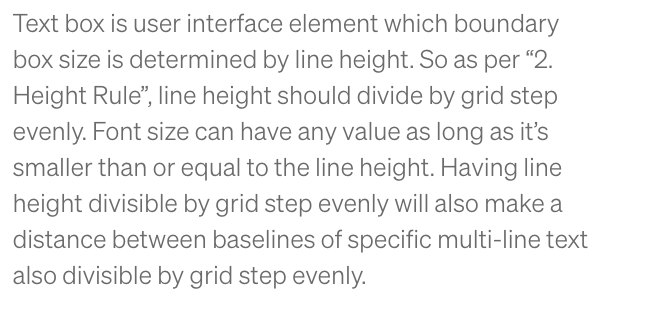 Text box is user interface element which boundary
box size is determined by line height. So as per “2.
Height Rule”, line height should divide by grid step
evenly. Font size can have any value as long as it’s
smaller than or equal to the line height. Having line
height divisible by grid step evenly will also make a
distance between baselines of specific multi-line text
also divisible by grid step evenly.